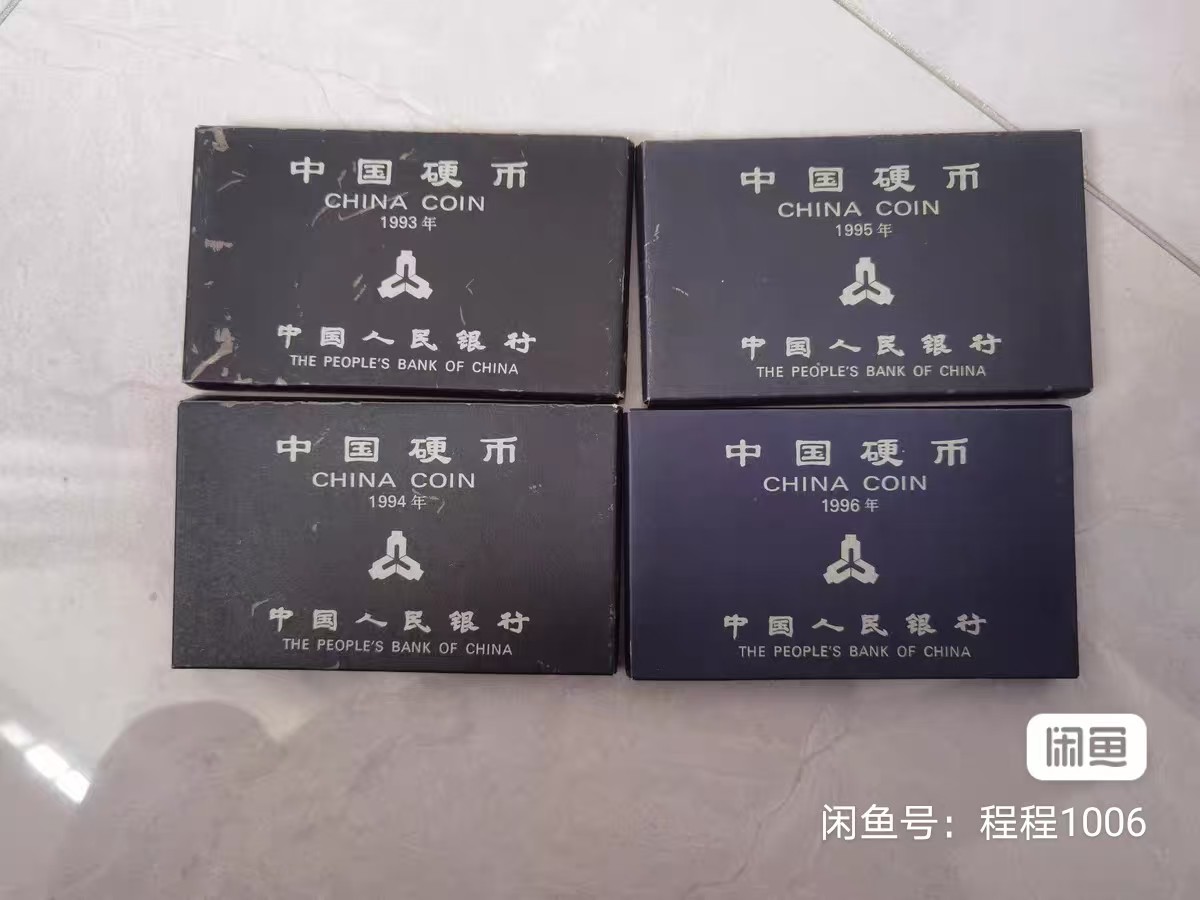 中国硬币
CHINA COIN
1993年
中国人民银行
THE PEOPLE'S BANK OF CHINA
中国硬币
CHINA COIN
1995年
中国人民银行
THE PEOPLE'S BANK OF CHINA
中国硬币
CHINA COIN
1994年
中国人民银行
THE PEOPLE'S BANK OF CHINA
中国硬币
CHINA COIN
1996年
中国人民银行
THE PEOPLE'S BANK OF CHINA
闲鱼
闲鱼号：程程1006